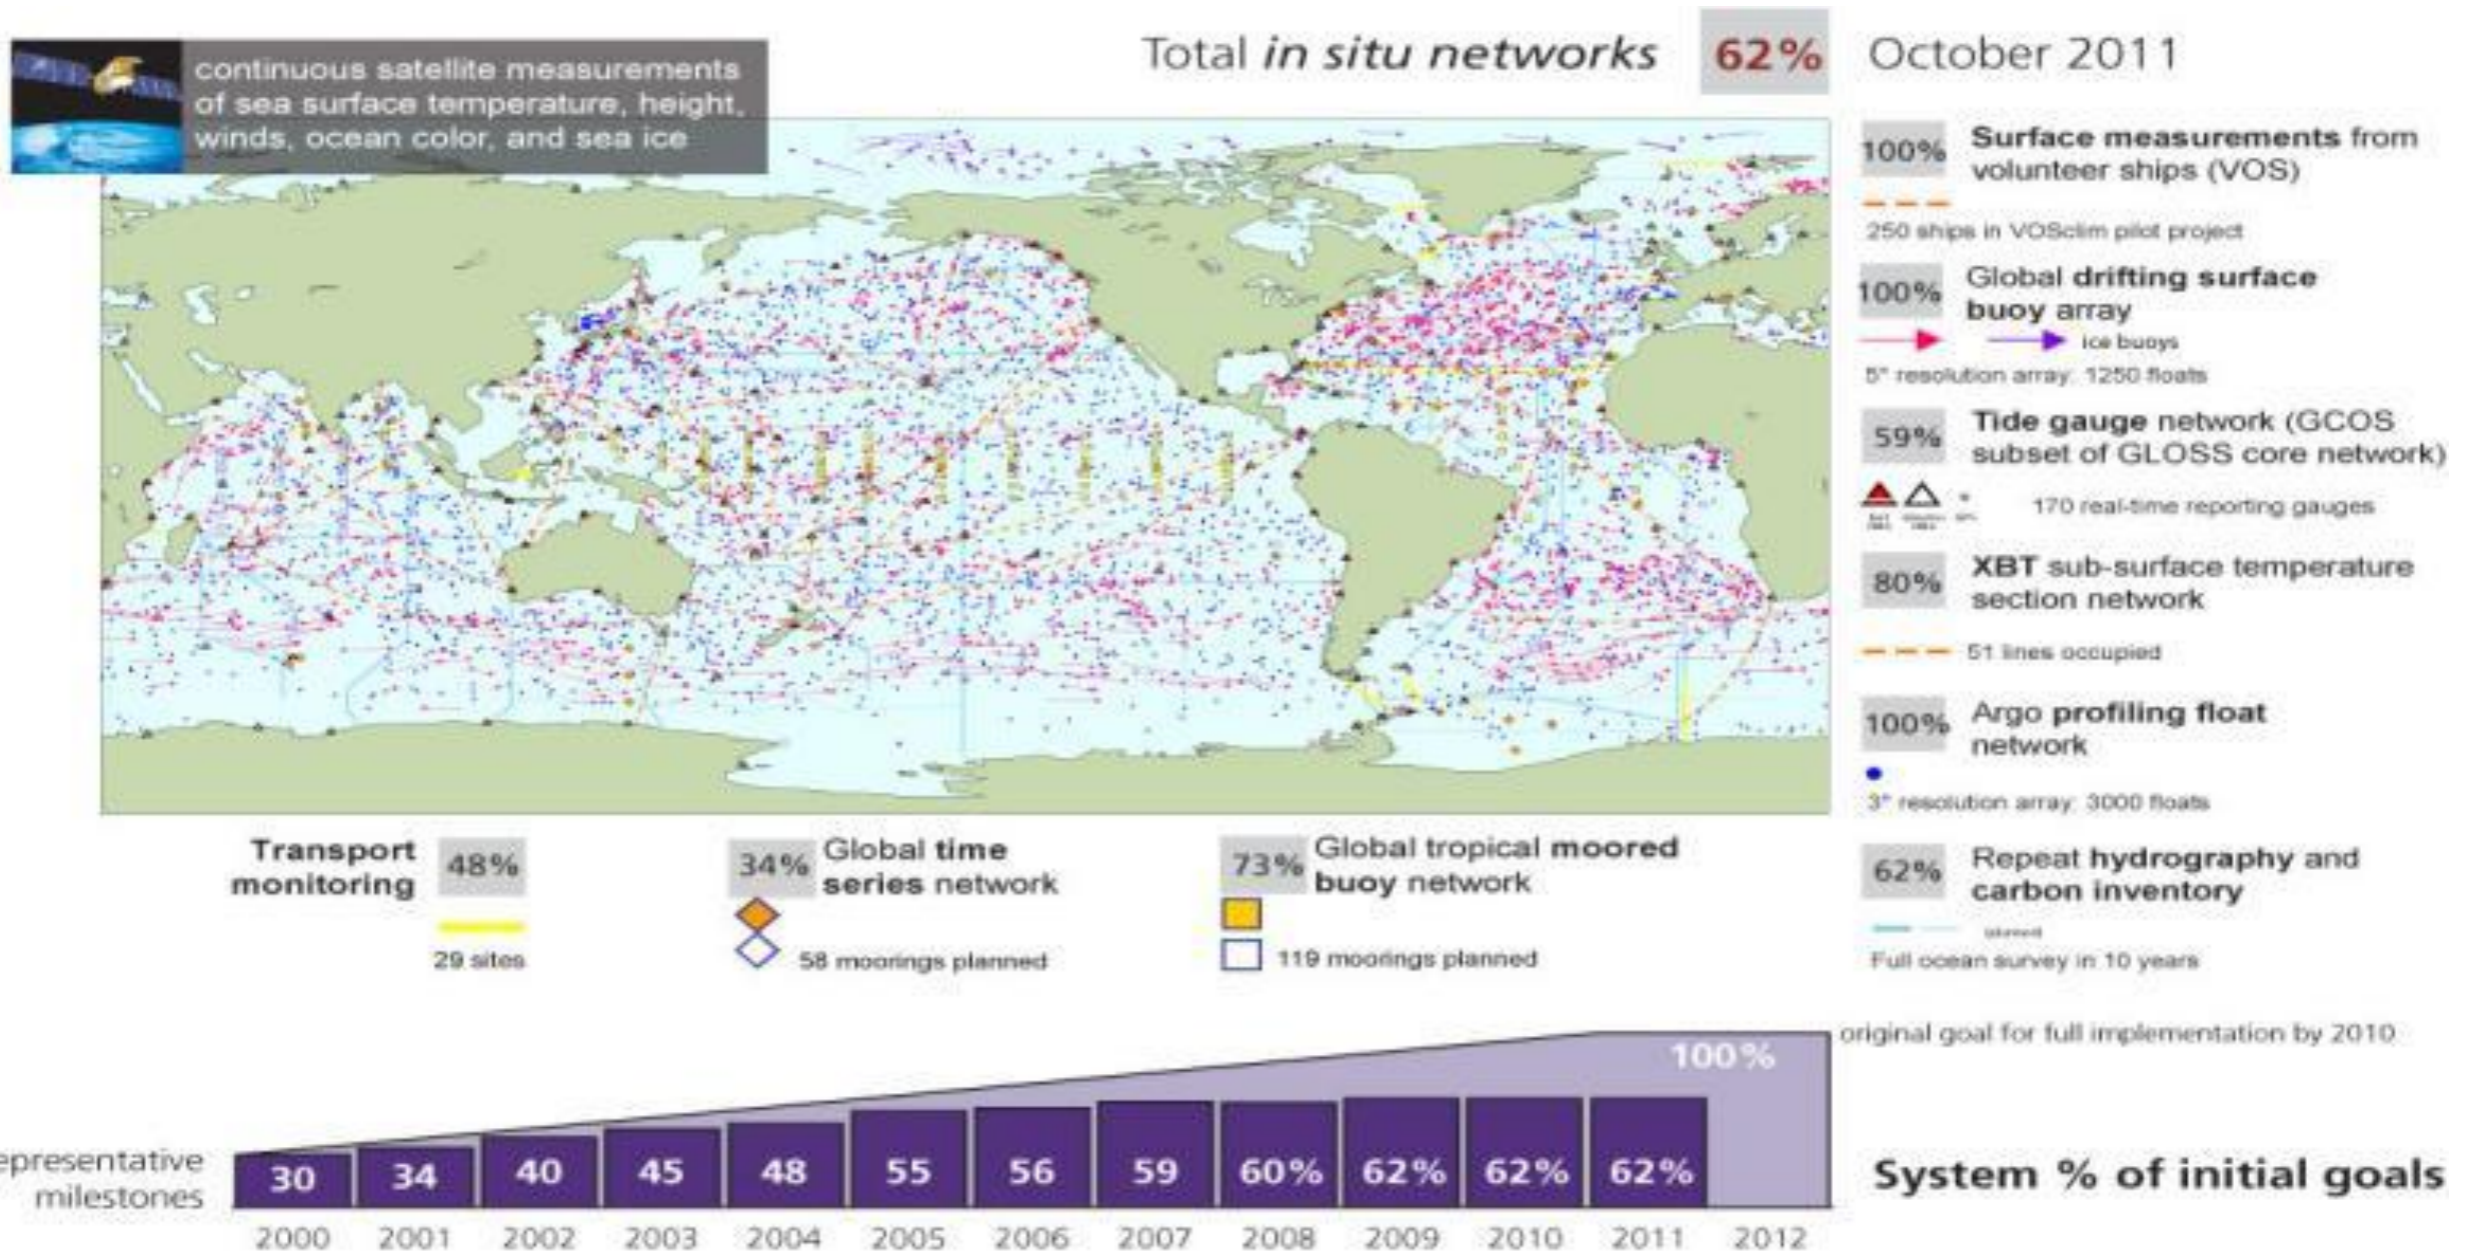 continuous satellite measurements
of sea surface temperature, height,
winds, ocean color, and sea ice
Total in situ networks 62% October 2011
100% Surface measurements from
volunteer ships (VOS)
250 ships in VOSclim pilot project
100% Global drifting surface
buoy array
ice buoys
5° resolution array: 1250 floats
59% Tide gauge network (GCOS
subset of GLOSS core network)
170 real-time reporting gauges
80% XBT sub-surface temperature
section network
51 lines occupied
100% Argo profiling float
network
3° resolution array: 3000 floats
62% Repeat hydrography and
carbon inventory
Full ocean survey in 10 years
Transport
monitoring
48%
29 sites
34% Global time
series network
58 moorings planned
73% Global tropical moored
buoy network
119 moorings planned
original goal for full implementation by 2010
100%
epresentative
milestones
30 34 40 45 48 55 56 59 60% 62% 62% 62%
System % of initial goals
2000 2001 2002 2003 2004 2005 2006 2007 2008 2009 2010 2011 2012